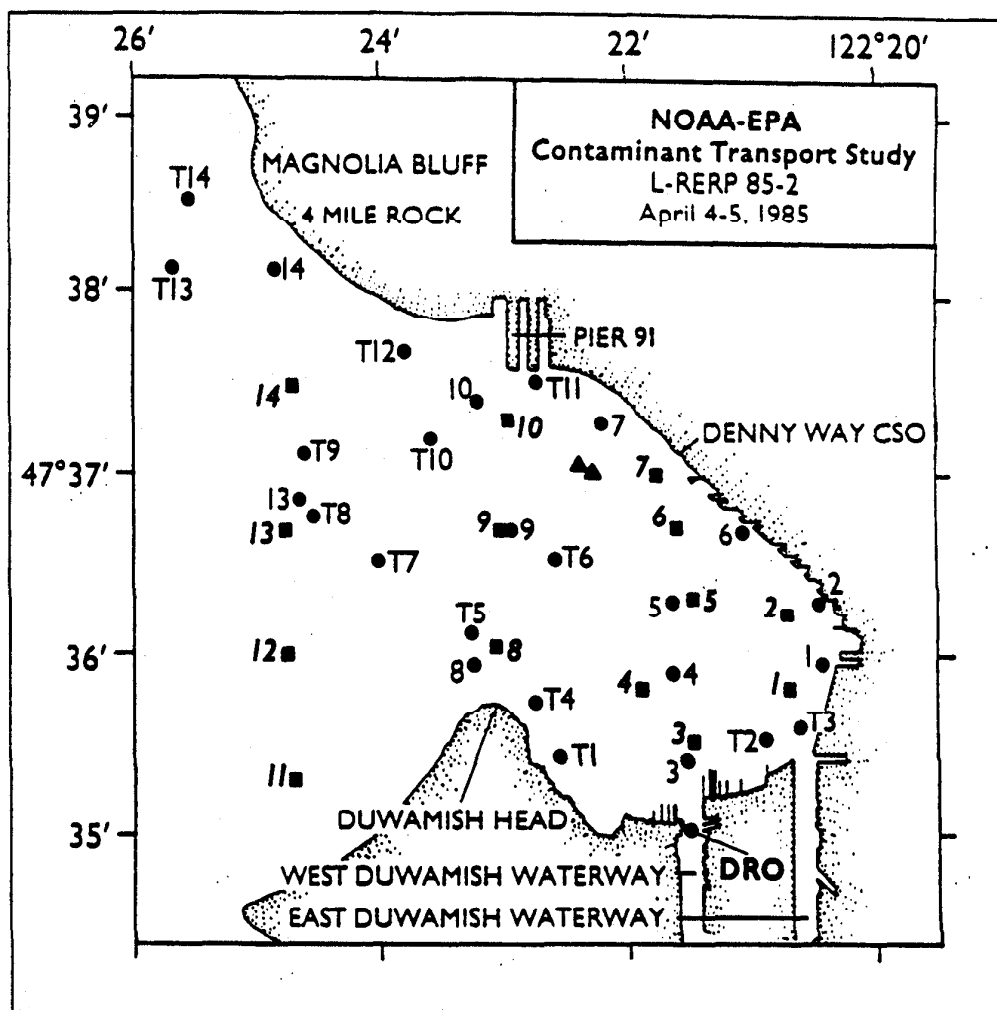 26' 24' 22' 122°20'
39'
NOAA-EPA
Contaminant Transport Study
L-RERP 85-2
April 4-5, 1985
MAGNOLIA BLUFF
T14
4 MILE ROCK
T13
14
38'
PIER 91
T12
T11
14
10
10
7
DENNY WAY CSO
T9
T10
47°37'
7
13
T8
13
9 9
6
6
T7
T6
2
5 5
2
T5
12
8
8
36'
4 4
1
1
T4
T3
T2
3
3
T1
11
DUWAMISH HEAD
35'
WEST DUWAMISH WATERWAY
DRO
EAST DUWAMISH WATERWAY